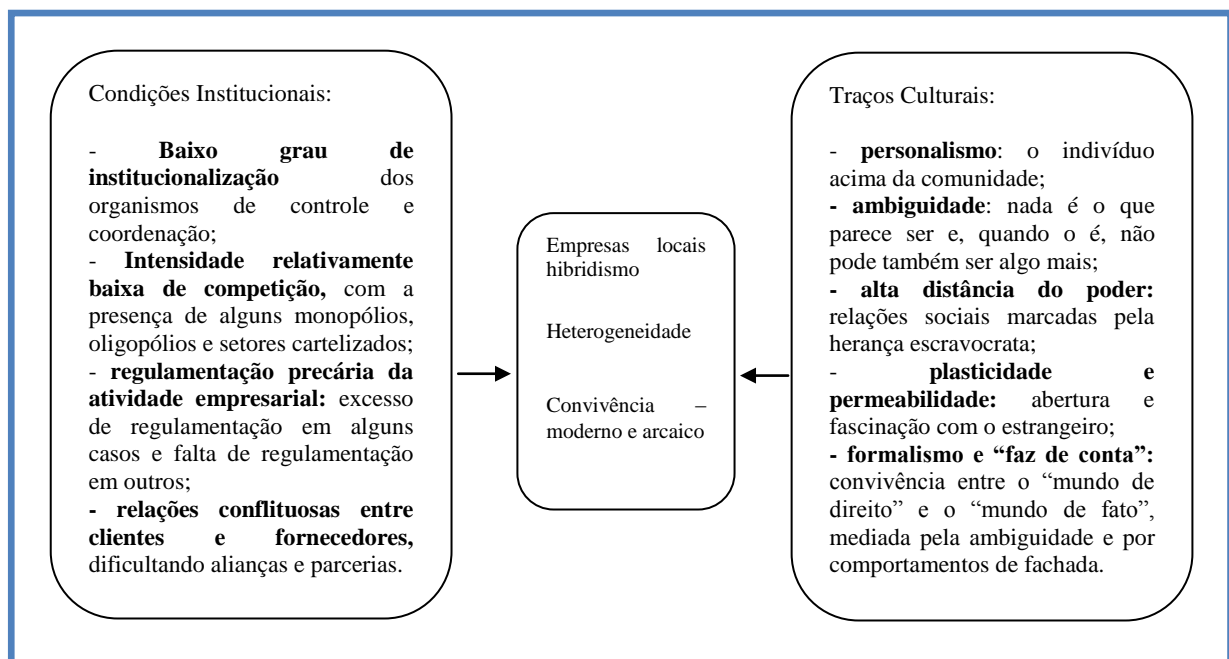 Condições Institucionais:
- Baixo grau de
institucionalização dos
organismos de controle e
coordenação;
- Intensidade relativamente
baixa de competição, com a
presença de alguns monopólios,
oligopólios e setores cartelizados;
- regulamentação precária da
atividade empresarial: excesso
de regulamentação em alguns
casos e falta de regulamentação
em outros;
- relações conflituosas entre
clientes e fornecedores,
dificultando alianças e parcerias.
Empresas locais
hibridismo
Heterogeneidade
Convivência –
moderno e arcaico
Traços Culturais:
- personalismo: o indivíduo
acima da comunidade;
- ambiguidade: nada é o que
parece ser e, quando o é, não
pode também ser algo mais;
- alta distância do poder:
relações sociais marcadas pela
herança escravocrata;
- plasticidade e
permeabilidade: abertura e
fascinação com o estrangeiro;
- formalismo e “faz de conta”:
convivência entre o “mundo de
direito” e o “mundo de fato”,
mediada pela ambiguidade e por
comportamentos de fachada.